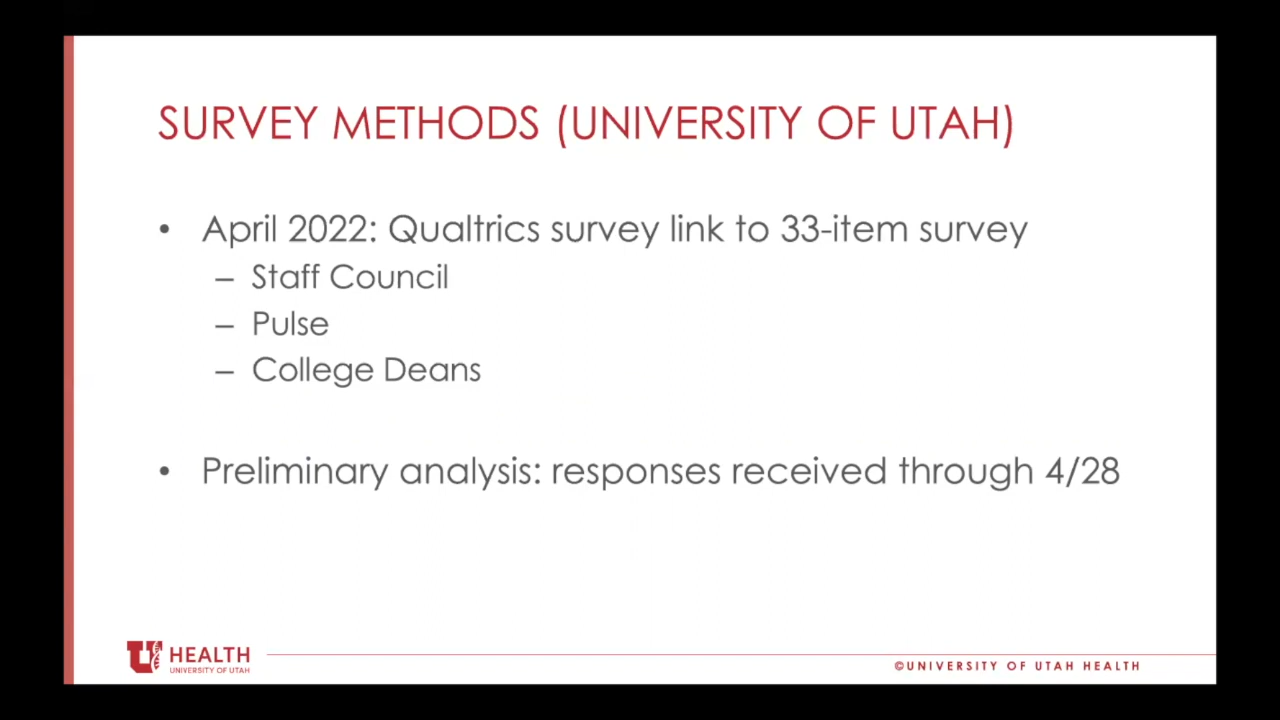 SURVEY METHODS (UNIVERSITY OF UTAH)
• April 2022: Qualtrics survey link to 33-item survey
– Staff Council
– Pulse
– College Deans
• Preliminary analysis: responses received through 4/28
U HEALTH
UNIVERSITY OF UTAH
©UNIVERSITY OF UTAH HEALTH